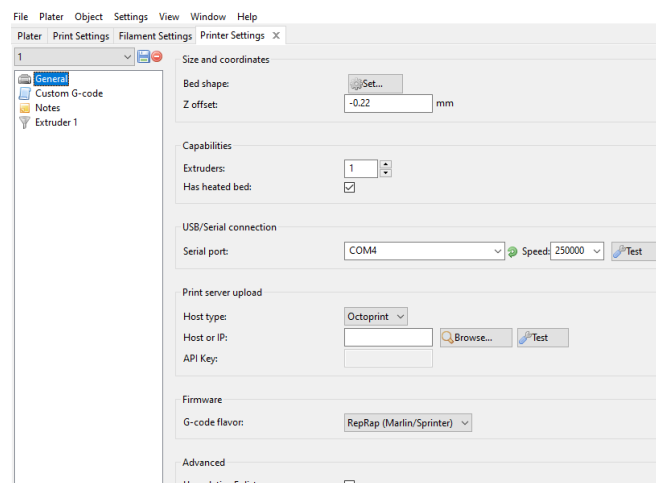 File Plater Object Settings View Window Help
Plater Print Settings Filament Settings Printer Settings X
1
General
Custom G-code
Notes
Extruder 1
Size and coordinates
Bed shape: Set...
Z offset: -0.22 mm
Capabilities
Extruders: 1
Has heated bed:
USB/Serial connection
Serial port: COM4 Speed: 250000 Test
Print server upload
Host type: Octoprint
Host or IP: Browse... Test
API Key:
Firmware
G-code flavor: RepRap (Marlin/Sprinter)
Advanced